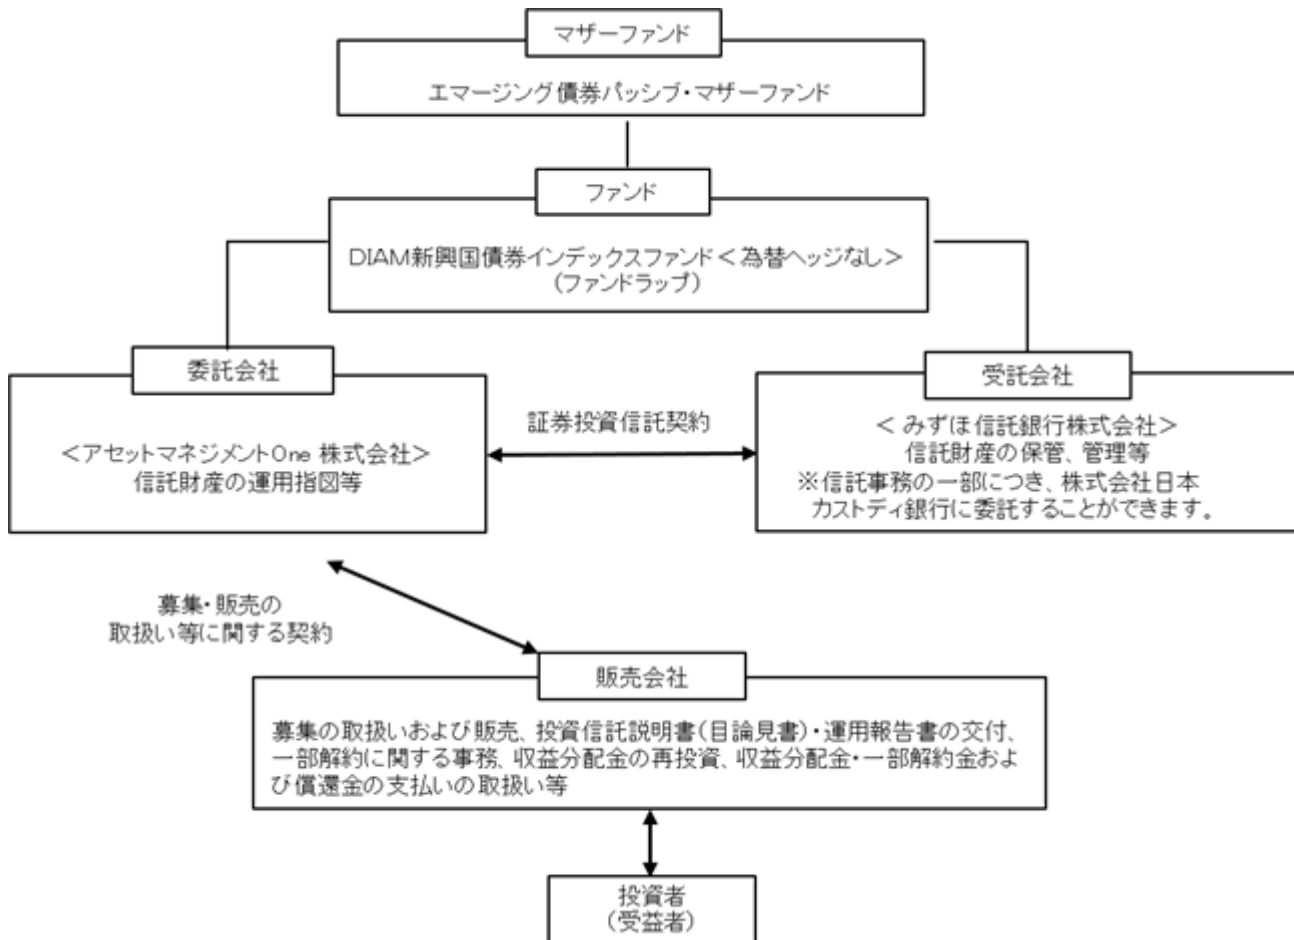 マザーファンド
エマージング債券パッシブ・マザーファンド
ファンド
DIAM新興国債券インデックスファンド＜為替ヘッジなし＞
（ファンドラップ）
委託会社
＜アセットマネジメントOne 株式会社＞
信託財産の運用指図等
証券投資信託契約
受託会社
＜みずほ信託銀行株式会社＞
信託財産の保管、管理等
※信託事務の一部につき、株式会社日本
カストディ銀行に委託することができます。
募集・販売の
取扱い等に関する契約
販売会社
募集の取扱いおよび販売、投資信託説明書（目論見書）・運用報告書の交付、
一部解約に関する事務、収益分配金の再投資、収益分配金・一部解約金およ
び償還金の支払いの取扱い等
投資者
（受益者）